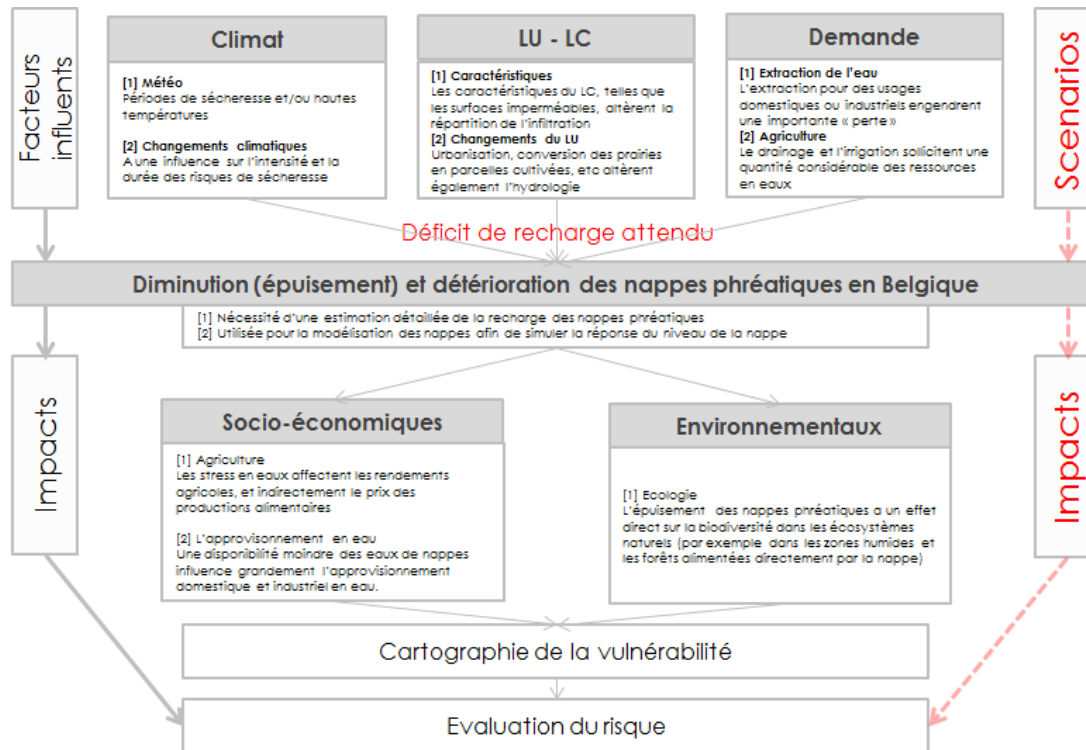 Facteurs
influents
Climat
[1] Météo
Périodes de sécheresse et/ou hautes
températures
[2] Changements climatiques
A une influence sur l'intensité et la
durée des risques de sécheresse
LU - LC
[1] Caractéristiques
Les caractéristiques du LC, telles que
les surfaces imperméables, altèrent la
répartition de l'infiltration
[2] Changements du LU
Urbanisation, conversion des prairies
en parcelles cultivées, etc altèrent
également l'hydrologie
Demande
[1] Extraction de l'eau
L'extraction pour des usages
domestiques ou industriels engendrent
une importante « perte »
[2] Agriculture
Le drainage et l'irrigation sollicitent une
quantité considérable des ressources
en eaux
Scenarios
Déficit de recharge attendu
Diminution (épuisement) et détérioration des nappes phréatiques en Belgique
[1] Nécessité d'une estimation détaillée de la recharge des nappes phréatiques
[2] Utilisée pour la modélisation des nappes afin de simuler la réponse du niveau de la nappe
Impacts
Socio-économiques
[1] Agriculture
Les stress en eaux affectent les rendements
agricoles, et indirectement le prix des
productions alimentaires
[2] L'approvisonnement en eau
Une disponibilité moindre des eaux de nappes
influence grandement l'approvisionnement
domestique et industriel en eau.
Environnementaux
[1] Ecologie
L'épuisement des nappes phréatiques a un effet
direct sur la biodiversité dans les écosystèmes
naturels (par exemple dans les zones humides et
les forêts alimentées directement par la nappe)
Impacts
Cartographie de la vulnérabilité
Evaluation du risque